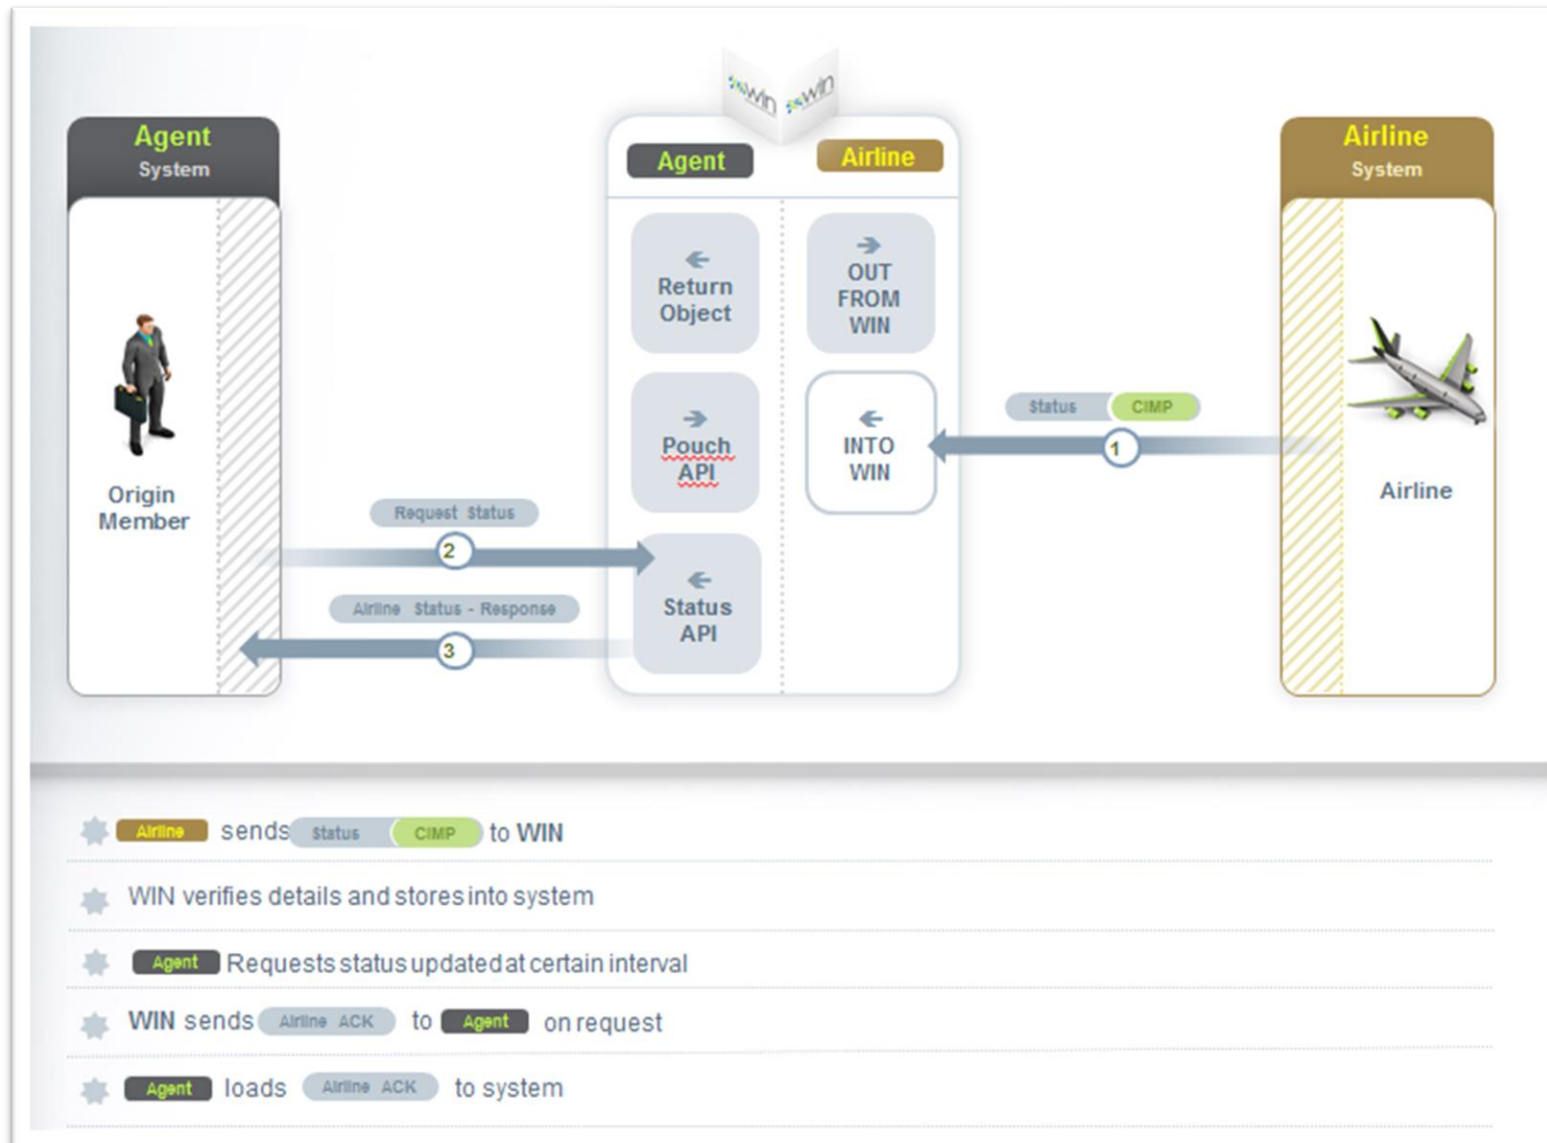 win win
Agent
System
Agent
Airline
Airline
System
Return
Object
OUT
FROM
WIN
Pouch
API
INTO
WIN
Status CIMP
1
Origin
Member
Airline
Request Status
2
Status
API
Airline Status - Response
3
Airline sends Status CIMP to WIN
WIN verifies details and stores into system
Agent Requests status updated at certain interval
WIN sends Airline ACK to Agent on request
Agent loads Airline ACK to system